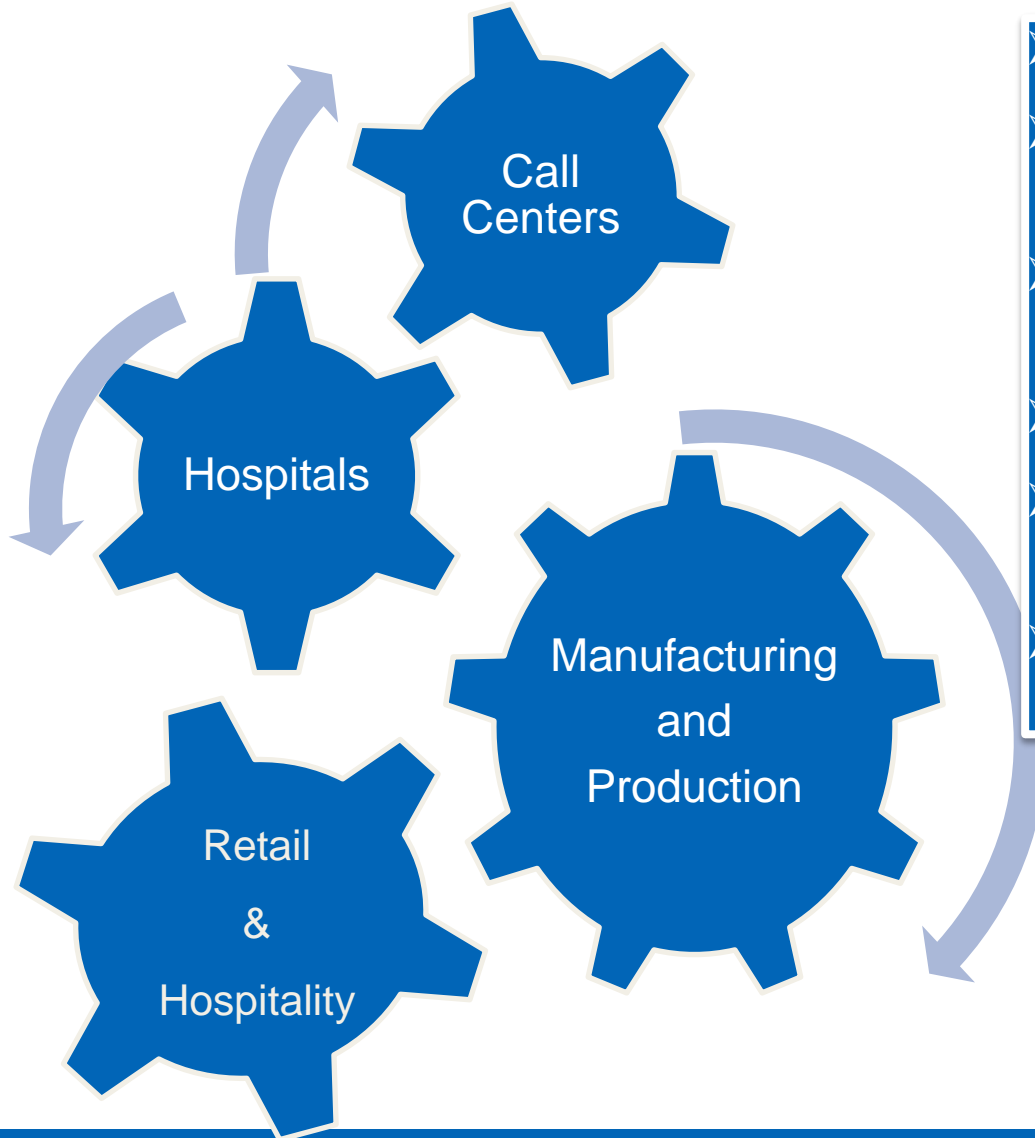 Call
Centers
Hospitals
Manufacturing
and
Production
Retail
&
Hospitality